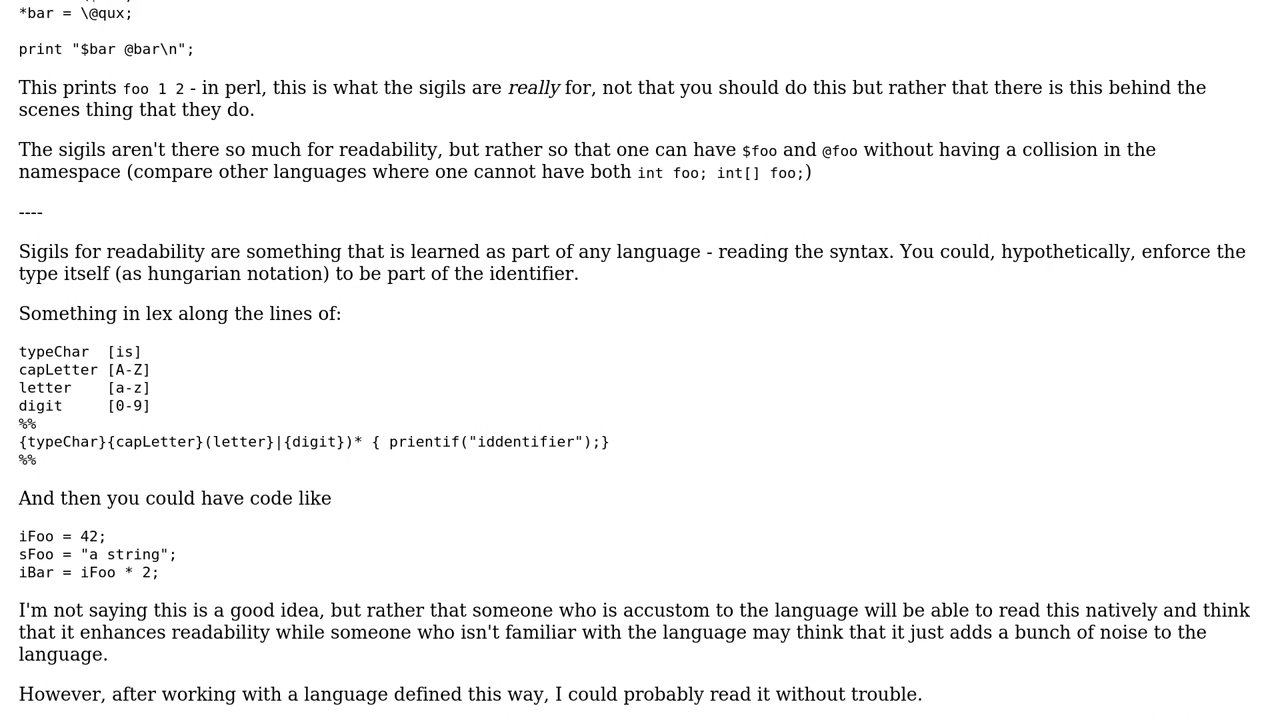 *bar = \@qux;
print "$bar @bar\n";
This prints foo 1 2 - in perl, this is what the sigils are really for, not that you should do this but rather that there is this behind the
scenes thing that they do.
The sigils aren't there so much for readability, but rather so that one can have $foo and @foo without having a collision in the
namespace (compare other languages where one cannot have both int foo; int[] foo;)
----
Sigils for readability are something that is learned as part of any language - reading the syntax. You could, hypothetically, enforce the
type itself (as hungarian notation) to be part of the identifier.
Something in lex along the lines of:
typeChar  [is]
capLetter [A-Z]
letter    [a-z]
digit     [0-9]
%%
{typeChar}{capLetter}(letter}|{digit})* { prientif("iddentifier");}
%%
And then you could have code like
iFoo = 42;
sFoo = "a string";
iBar = iFoo * 2;
I'm not saying this is a good idea, but rather that someone who is accustom to the language will be able to read this natively and think
that it enhances readability while someone who isn't familiar with the language may think that it just adds a bunch of noise to the
language.
However, after working with a language defined this way, I could probably read it without trouble.